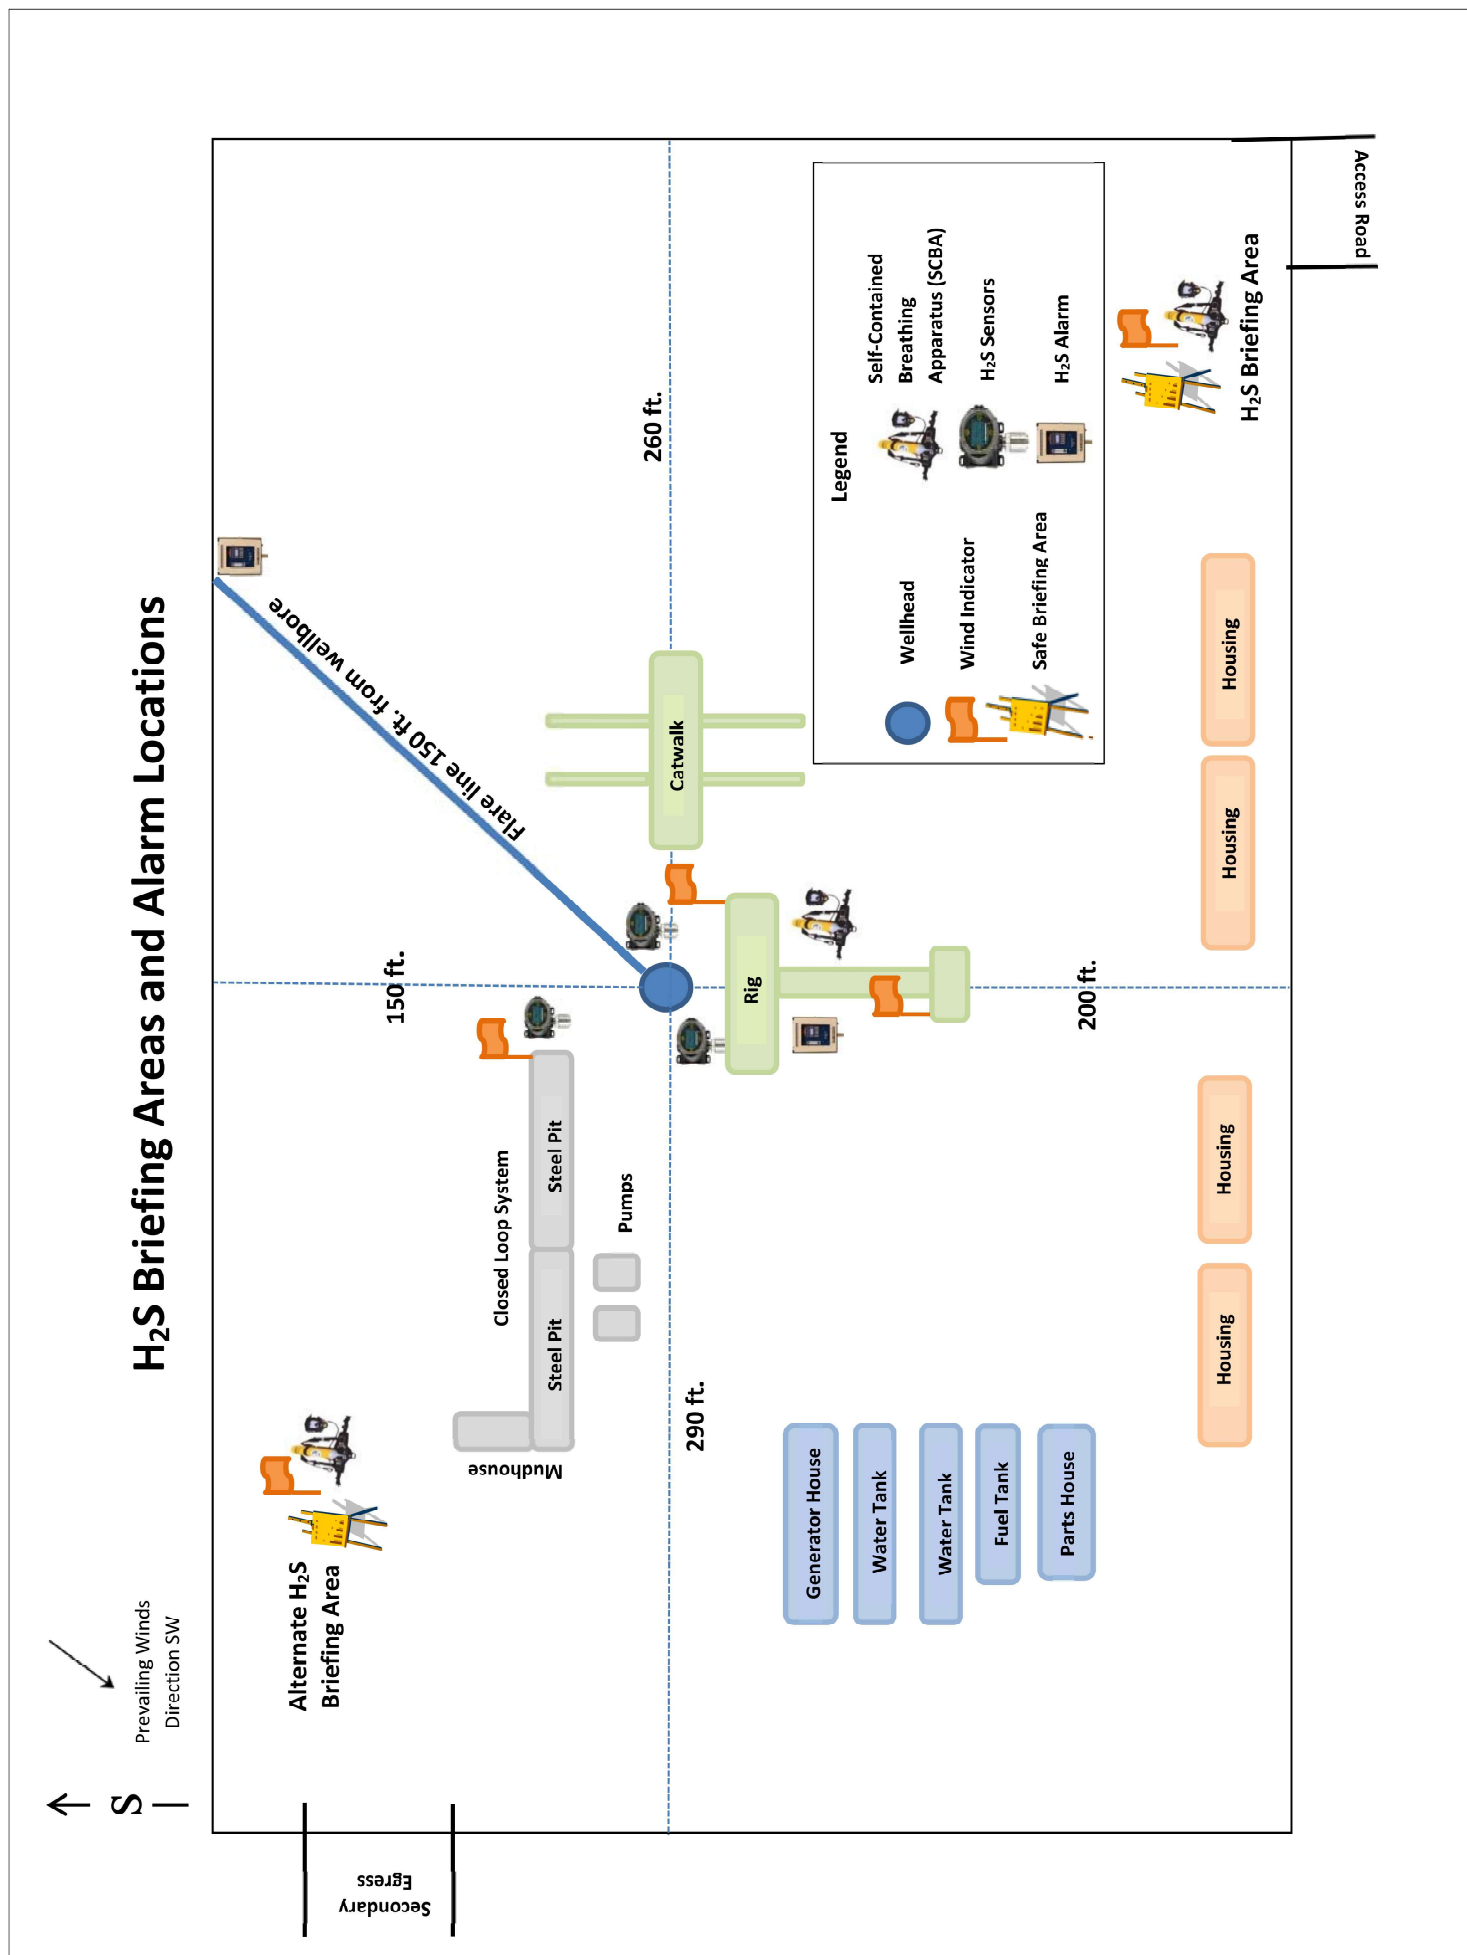 H₂S Briefing Areas and Alarm Locations
S
Prevailing Winds
Direction SW
Secondary
Egress
Alternate H₂S
Briefing Area
Mudhouse
Closed Loop System
Steel Pit
Steel Pit
Pumps
150 ft.
Flare line 150 ft. from wellbore
290 ft.
260 ft.
Catwalk
Rig
200 ft.
Generator House
Water Tank
Water Tank
Fuel Tank
Parts House
Legend
Wellhead
Wind Indicator
Safe Briefing Area
Self-Contained
Breathing
Apparatus (SCBA)
H₂S Sensors
H₂S Alarm
Housing
Housing
Housing
Housing
H₂S Briefing Area
Access Road